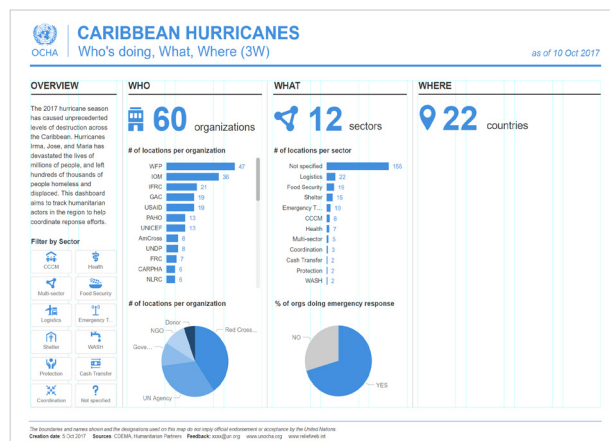 OCHA
CARIBBEAN HURRICANES
Who's doing, What, Where (3W)
as of 10 Oct 2017
OVERVIEW
The 2017 hurricane season
has caused unprecedented
levels of destruction across
the Caribbean. Hurricanes
Irma, Jose, and Maria has
devastated the lives of
millions of people, and left
hundreds of thousands of
people homeless and
displaced. This dashboard
aims to track humanitarian
actors in the region to help
coordinate reponse efforts.
Filter by Sector
CCCM
Health
Multi-sector
Food Security
Logistics
Emergency T...
Shelter
WASH
Protection
Cash Transfer
Coordination
?
Not specified
WHO
60 organizations
# of locations per organization
WFP 47
IOM 36
IFRC 21
GAC 19
USAID 19
PAHO 13
UNICEF 13
AmCross 8
UNDP 8
FRC 7
CARPHA 6
NLRC 6
# of locations per organization
Donor
NGO
Red Cross...
Gove...
UN Agency
WHAT
12 sectors
# of locations per sector
Not specified 155
Logistics 22
Food Security 19
Shelter 15
Emergency T... 10
CCCM 8
Health 7
Multi-sector 5
Coordination 3
Cash Transfer 2
Protection 2
WASH 2
% of orgs doing emergency response
NO
YES
WHERE
22 countries
The boundaries and names shown and the designations used on this map do not imply official endorsement or acceptance by the United Nations.
Creation date: 5 Oct 2017 Sources: CDEMA, Humanitarian Partners Feedback: xxxx@un.org www.unocha.org www.reliefweb.int